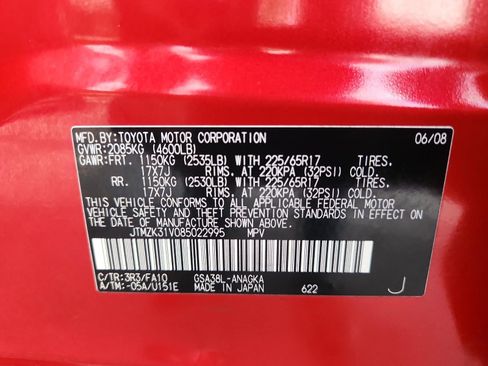 MFD.BY:TOYOTA MOTOR CORPORATION 06/08
GVWR:2085KG (4600LB)
GAWR:FRT. 1150KG (2535LB) WITH 225/65R17 TIRES.
17X7J RIMS. AT 220KPA (32PSI) COLD.
RR. 1150KG (2530LB) WITH 225/65R17 TIRES.
17X7J RIMS. AT 220KPA (32PSI) COLD.
THIS VEHICLE CONFORMS TO ALL APPLICABLE FEDERAL MOTOR
VEHICLE SAFETY STANDARDS IN EFFECT ON THE DATE OF
MANUFACTURE SHOWN ABOVE.
JTMZK31V085022995 MPV
C/TR:3R3/FA10 GSA38L-ANAGKA
A/TM:-05A/U151E MADE IN JAPAN 622 J